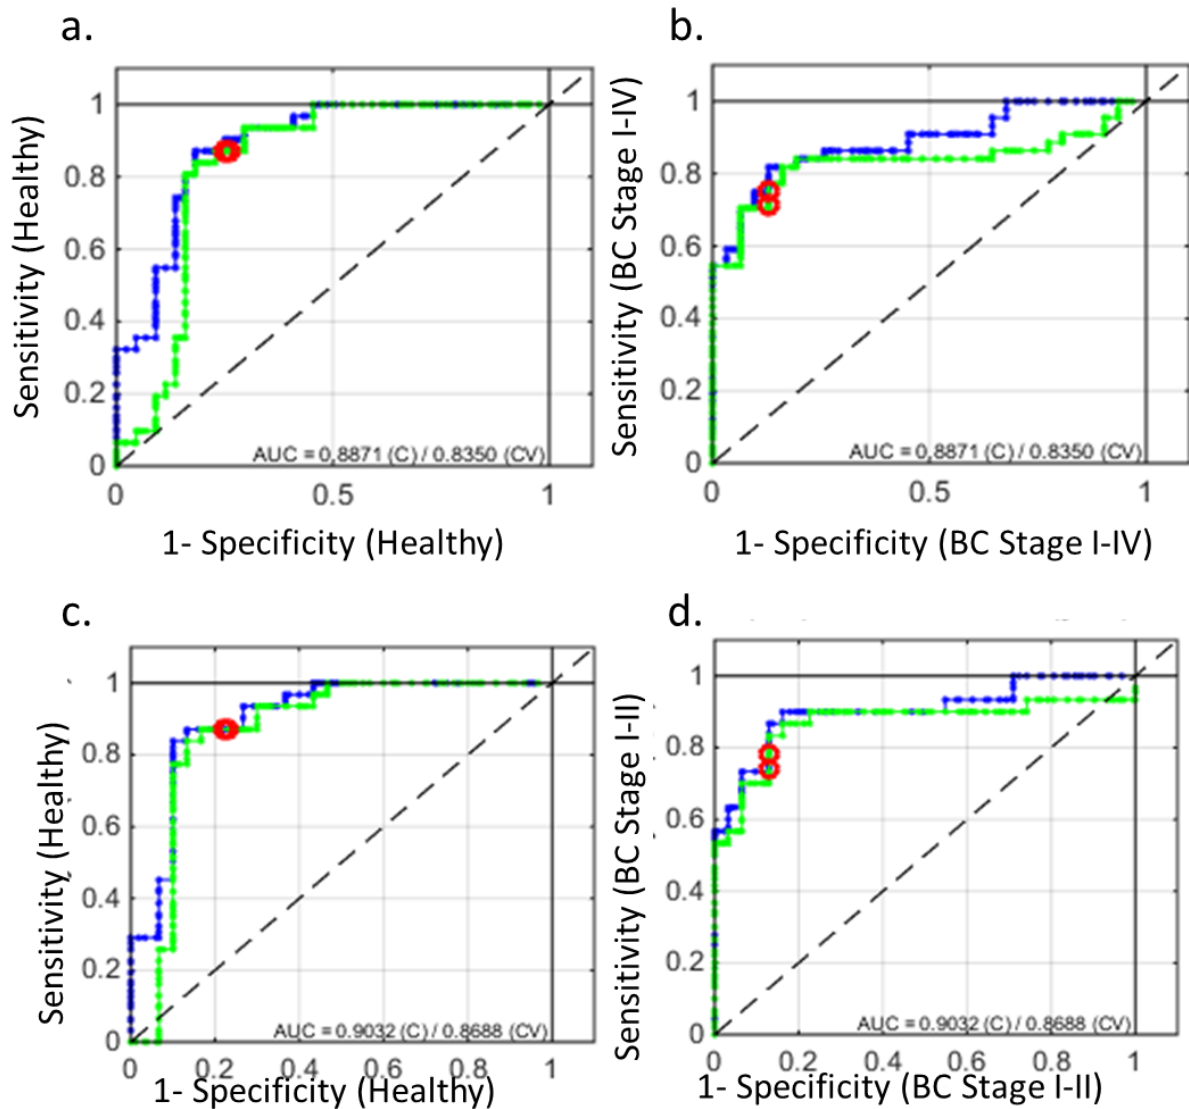 a.
Sensitivity (Healthy)
1
0.8
0.6
0.4
0.2
0
AUC = 0.8871 (C) / 0.8350 (CV)
0 0.5 1
1- Specificity (Healthy)
b.
Sensitivity (BC Stage I-IV)
1
0.8
0.6
0.4
0.2
0
AUC = 0.8871 (C) / 0.8350 (CV)
0 0.5 1
1- Specificity (BC Stage I-IV)
c.
Sensitivity (Healthy)
1
0.8
0.6
0.4
0.2
0
AUC = 0.9032 (C) / 0.8688 (CV)
0 0.2 0.4 0.6 0.8 1
1- Specificity (Healthy)
d.
Sensitivity (BC Stage I-II)
1
0.8
0.6
0.4
0.2
0
AUC = 0.9032 (C) / 0.8688 (CV)
0 0.2 0.4 0.6 0.8 1
1- Specificity (BC Stage I-II)